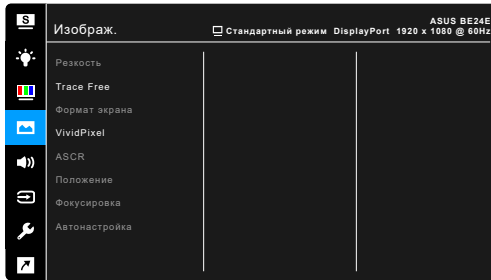 S
ASUS BE24E
Изображ.
Стандартный режим DisplayPort 1920 x 1080 @ 60Hz
Резкость
Trace Free
Формат экрана
VividPixel
ASCR
Положение
Фокусировка
Автонастройка